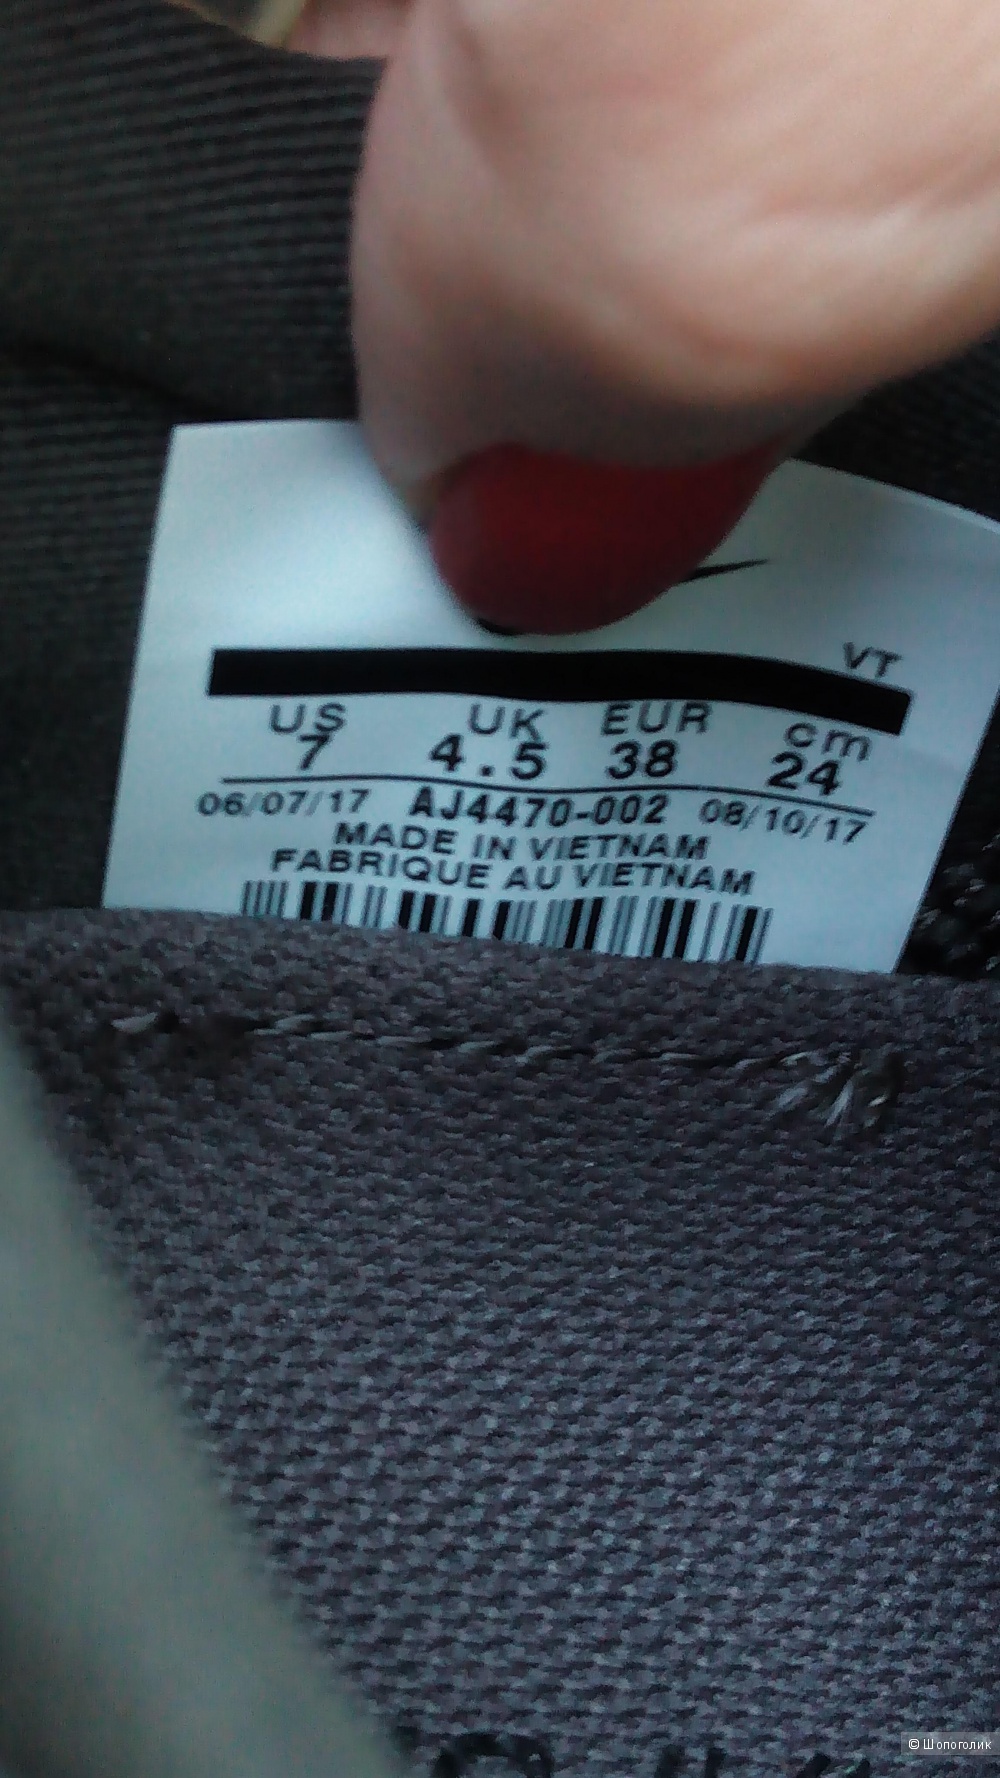 VT
US UK EUR cm
7 4.5 38 24
06/07/17 AJ4470-002 08/10/17
MADE IN VIETNAM
FABRIQUE AU VIETNAM
© Шопоголик